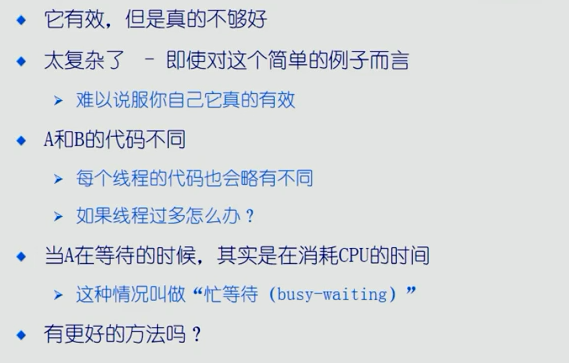 它有效，但是真的不够好
太复杂了 - 即使对这个简单的例子而言
难以说服你自己它真的有效
A和B的代码不同
每个线程的代码也会略有不同
如果线程过多怎么办？
当A在等待的时候，其实是在消耗CPU的时间
这种情况叫做“忙等待（busy-waiting）”
有更好的方法吗？